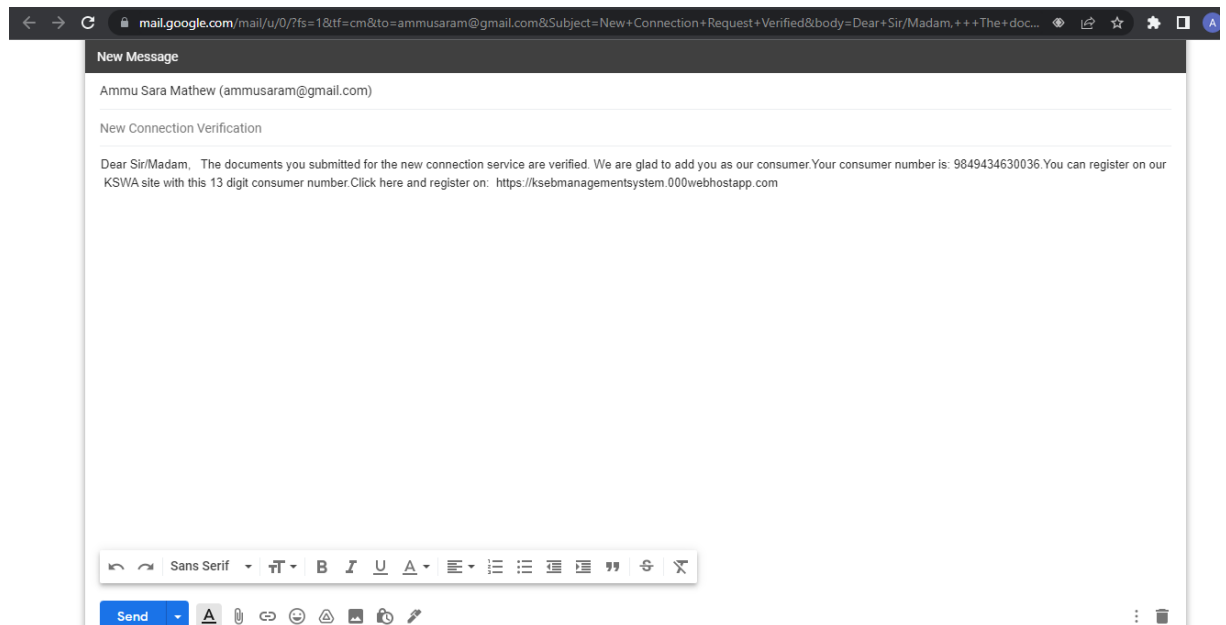 mail.google.com/mail/u/0/?fs=1&tf=cm&to=ammusaram@gmail.com&Subject=New+Connection+Request+Verified&body=Dear+Sir/Madam,+++The+doc...
A
New Message
Ammu Sara Mathew (ammusaram@gmail.com)
New Connection Verification
Dear Sir/Madam,   The documents you submitted for the new connection service are verified. We are glad to add you as our consumer.Your consumer number is: 9849434630036.You can register on our
KSWA site with this 13 digit consumer number.Click here and register on:  https://ksebmanagementsystem.000webhostapp.com
Sans Serif B I U A
Send A